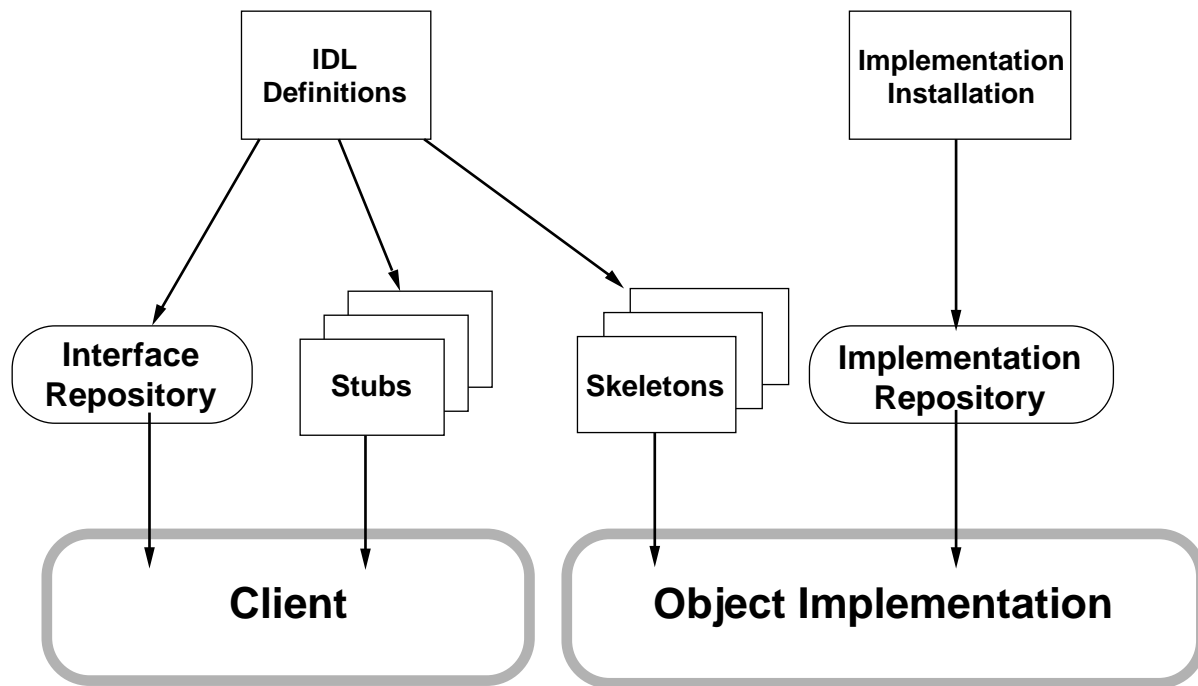 IDL
Definitions
Implementation
Installation
Interface
Repository
Stubs
Skeletons
Implementation
Repository
Client
Object Implementation